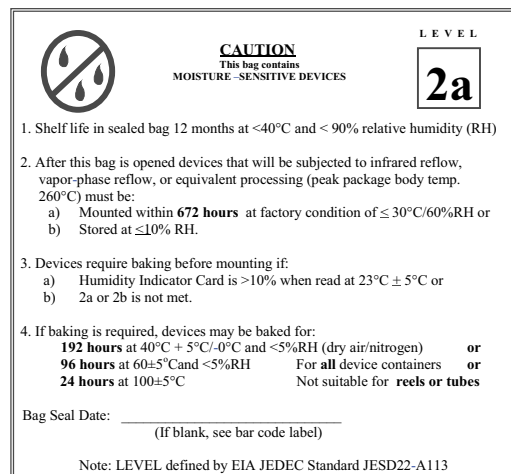 LEVEL
CAUTION
This bag contains
MOISTURE –SENSITIVE DEVICES
2a
1. Shelf life in sealed bag 12 months at <40°C and < 90% relative humidity (RH)
2. After this bag is opened devices that will be subjected to infrared reflow,
vapor-phase reflow, or equivalent processing (peak package body temp.
260°C) must be:
a) Mounted within 672 hours at factory condition of ≤ 30°C/60%RH or
b) Stored at ≤10% RH.
3. Devices require baking before mounting if:
a) Humidity Indicator Card is >10% when read at 23°C ± 5°C or
b) 2a or 2b is not met.
4. If baking is required, devices may be baked for:
192 hours at 40°C + 5°C/-0°C and <5%RH (dry air/nitrogen) or
96 hours at 60±5°Cand <5%RH For all device containers or
24 hours at 100±5°C Not suitable for reels or tubes
Bag Seal Date: ________________________________
(If blank, see bar code label)
Note: LEVEL defined by EIA JEDEC Standard JESD22-A113